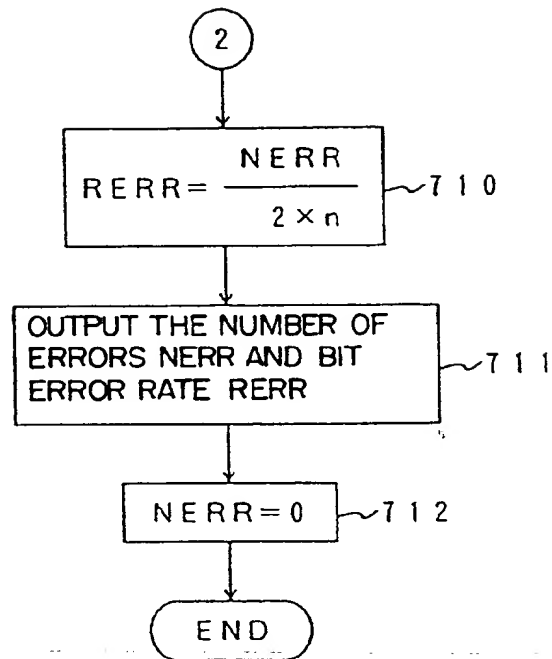 2
NERR
RERR=
2×n
710
OUTPUT THE NUMBER OF
ERRORS NERR AND BIT
ERROR RATE RERR
711
NERR=0
712
END